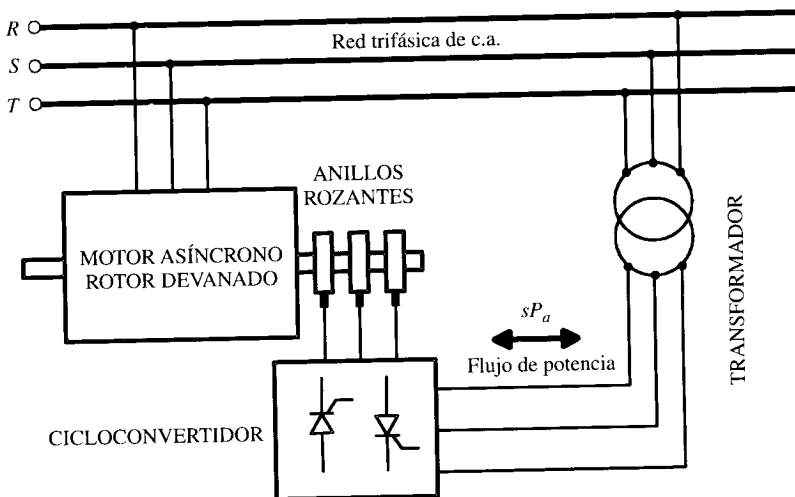 R
Red trifásica de c.a.
S
T
ANILLOS
ROZANTES
MOTOR ASÍNCRONO
ROTOR DEVANADO
TRANSFORMADOR
sPₐ
Flujo de potencia
CICLOCONVERTIDOR